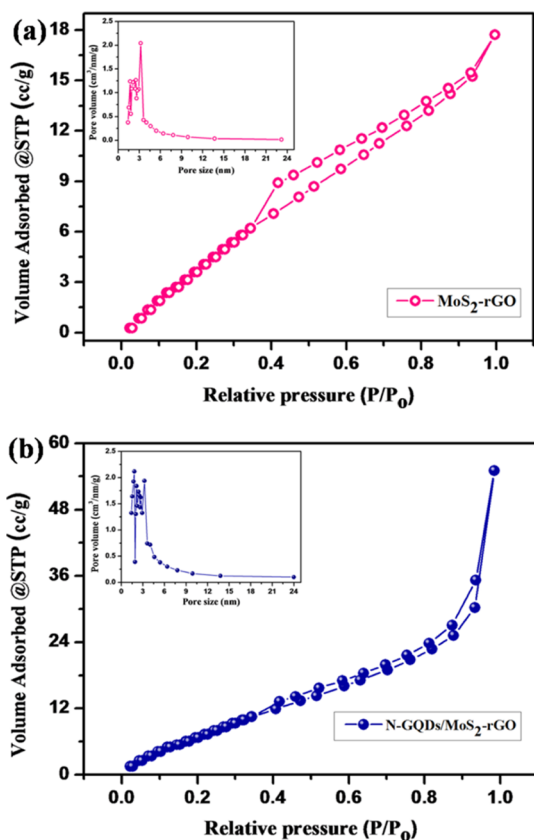 (a)
Volume Adsorbed @STP (cc/g)
18
15
12
9
6
3
0
0.0 0.2 0.4 0.6 0.8 1.0
Relative pressure (P/P₀)
MoS₂-rGO
Pore volume (cm³/nm/g)
2.5
2.0
1.5
1.0
0.5
0.0
0 3 6 9 12 15 18 21 24
Pore size (nm)
(b)
Volume Adsorbed @STP (cc/g)
60
48
36
24
12
0
0.0 0.2 0.4 0.6 0.8 1.0
Relative pressure (P/P₀)
N-GQDs/MoS₂-rGO
Pore volume (cm³/nm/g)
2.5
2.0
1.5
1.0
0.5
0.0
0 3 6 9 12 15 18 21 24
Pore size (nm)